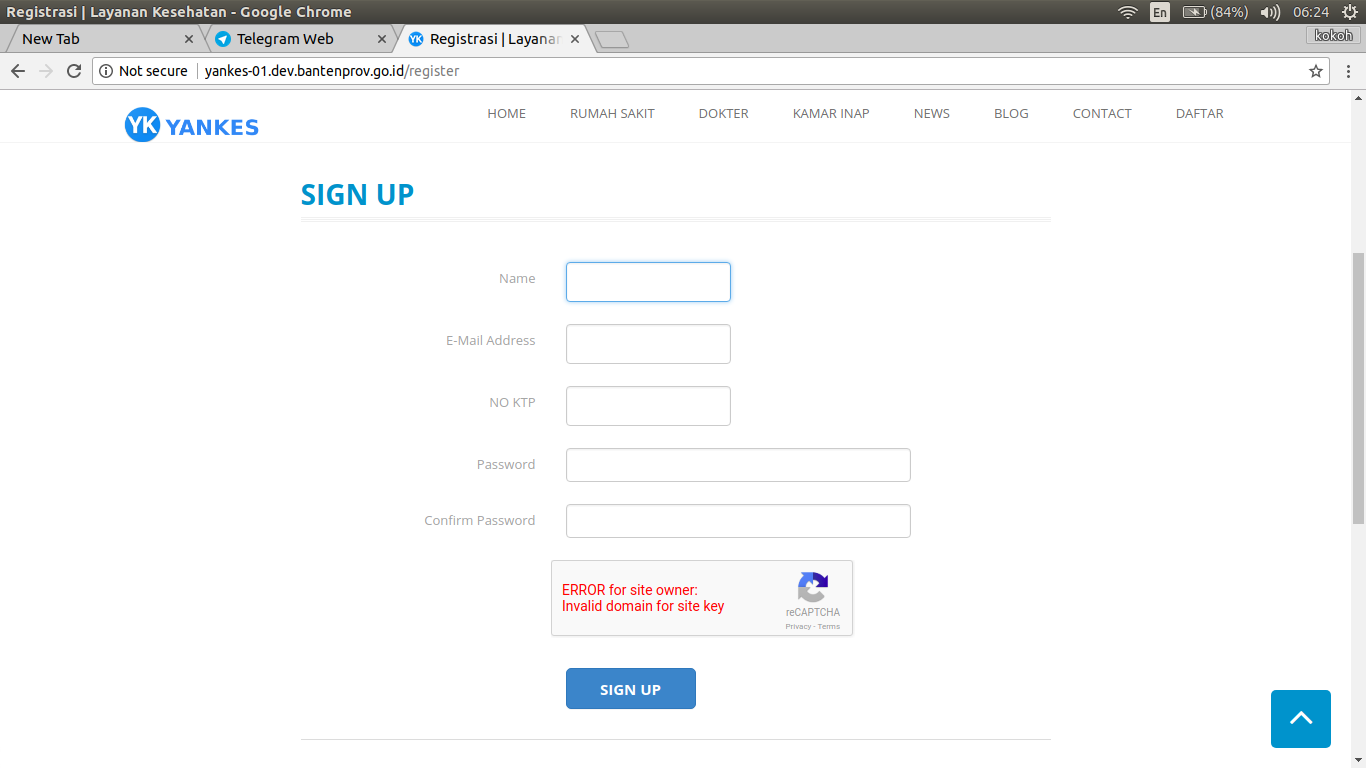 Registrasi | Layanan Kesehatan - Google Chrome
En
(84%)
06:24
New Tab
Telegram Web
YK
Registrasi | Layanan
kokoh
Not secure
yankes-01.dev.bantenprov.go.id/register
YK YANKES
HOME
RUMAH SAKIT
DOKTER
KAMAR INAP
NEWS
BLOG
CONTACT
DAFTAR
SIGN UP
Name
E-Mail Address
NO KTP
Password
Confirm Password
ERROR for site owner:
Invalid domain for site key
reCAPTCHA
Privacy - Terms
SIGN UP